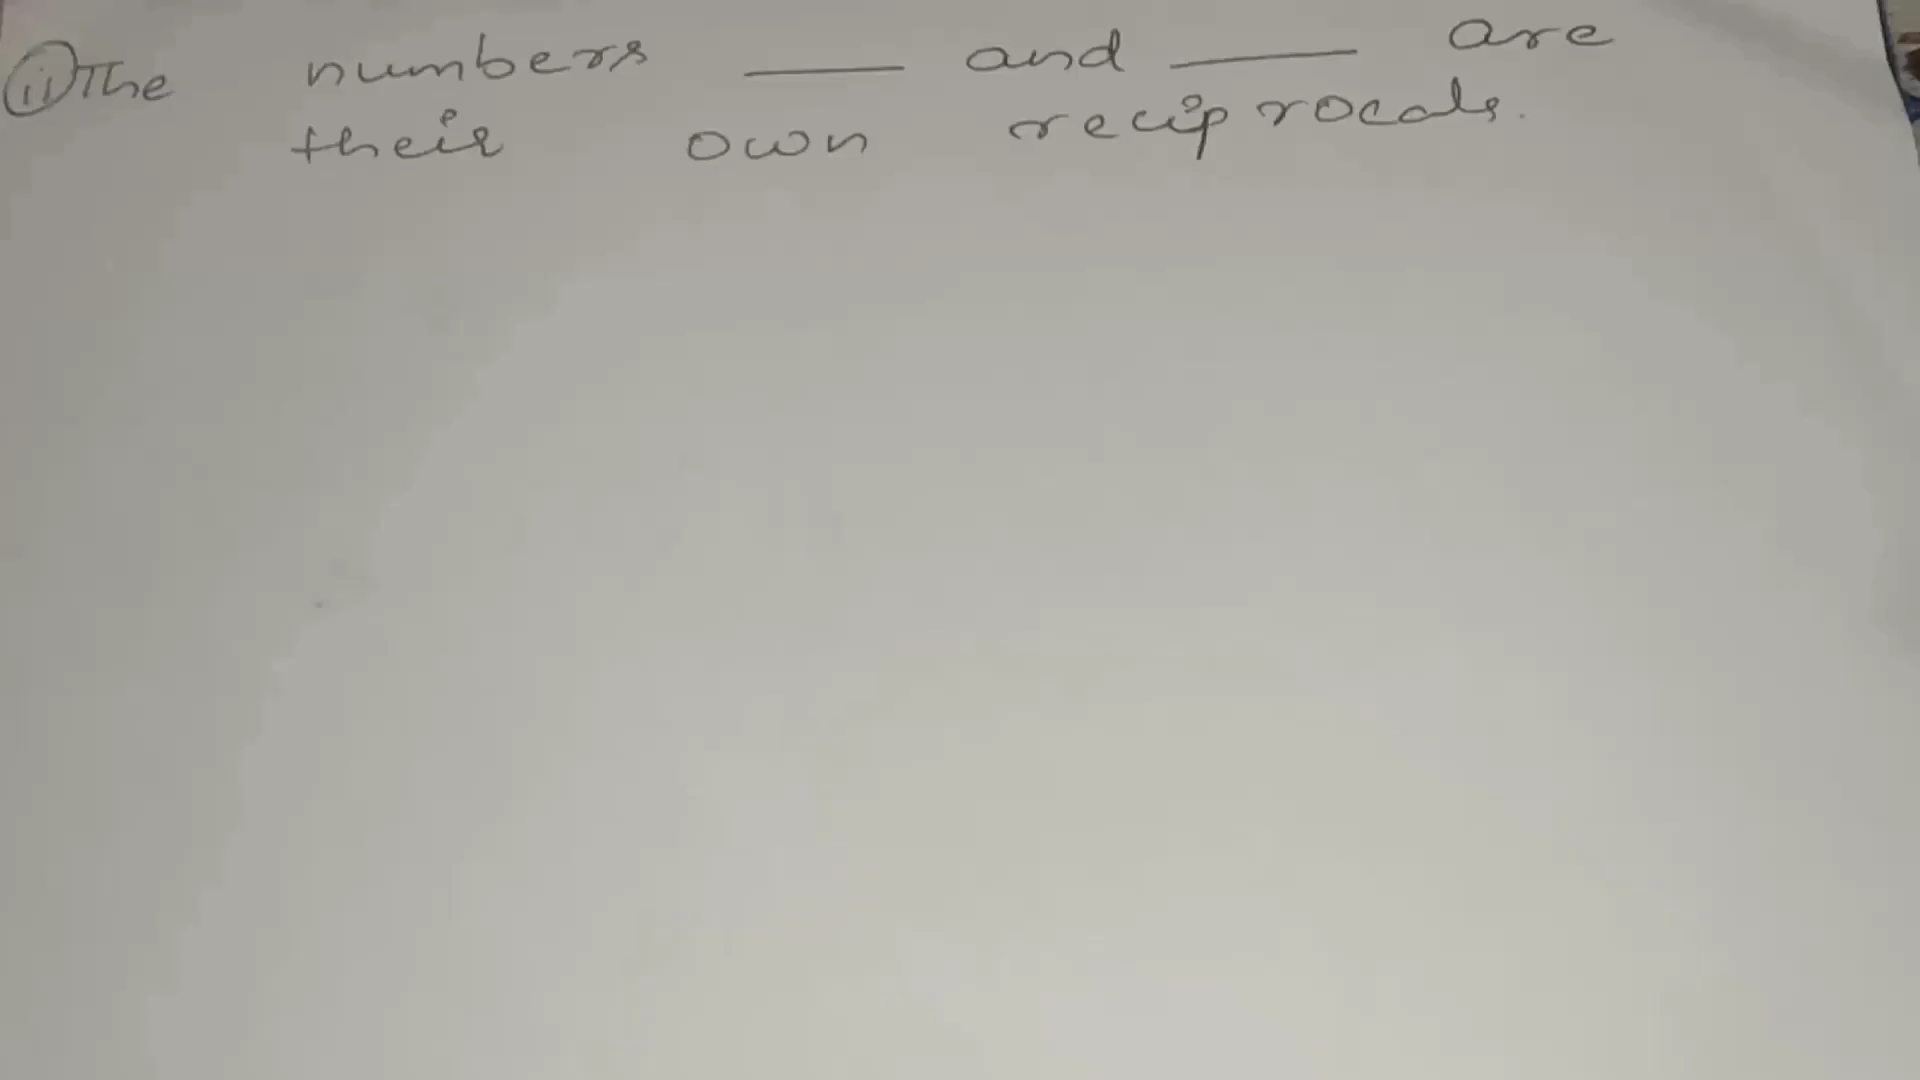 (ii) The numbers ____ and ____ are
their own reciprocals.